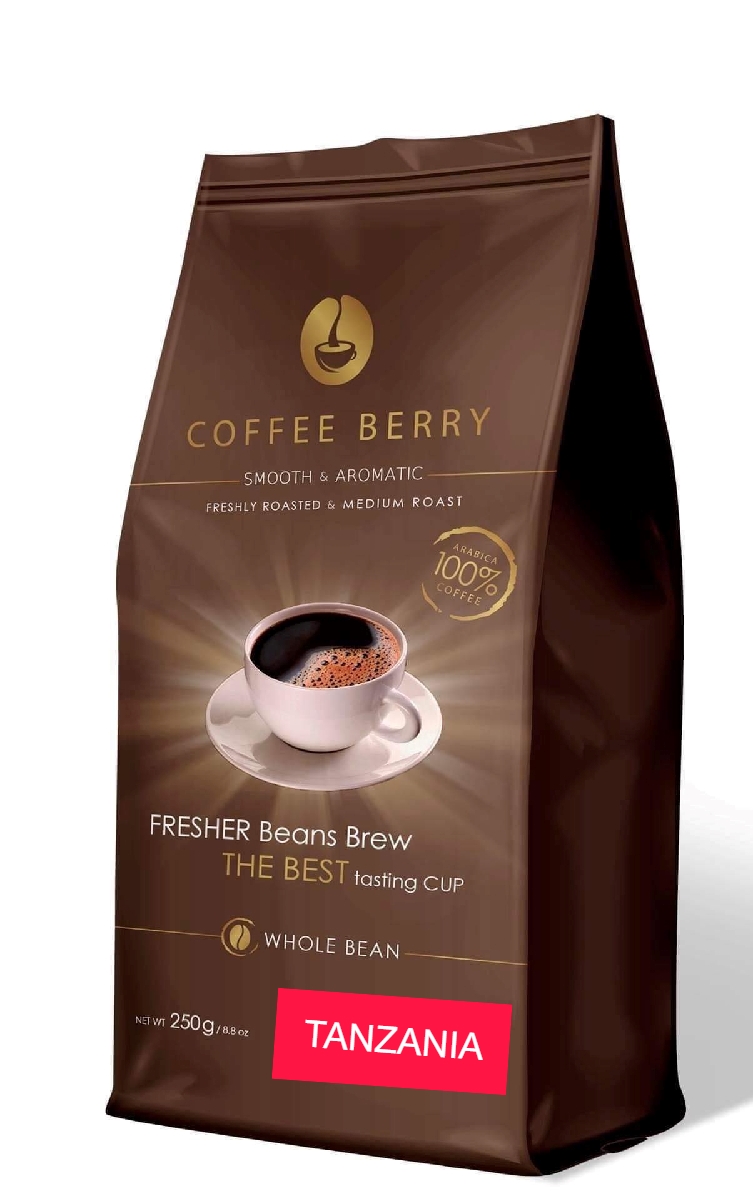 COFFEE BERRY
SMOOTH & AROMATIC
FRESHLY ROASTED & MEDIUM ROAST
ARABICA
100%
COFFEE
FRESHER Beans Brew
THE BEST tasting CUP
WHOLE BEAN
NET WT 250g / 8.8 oz
TANZANIA